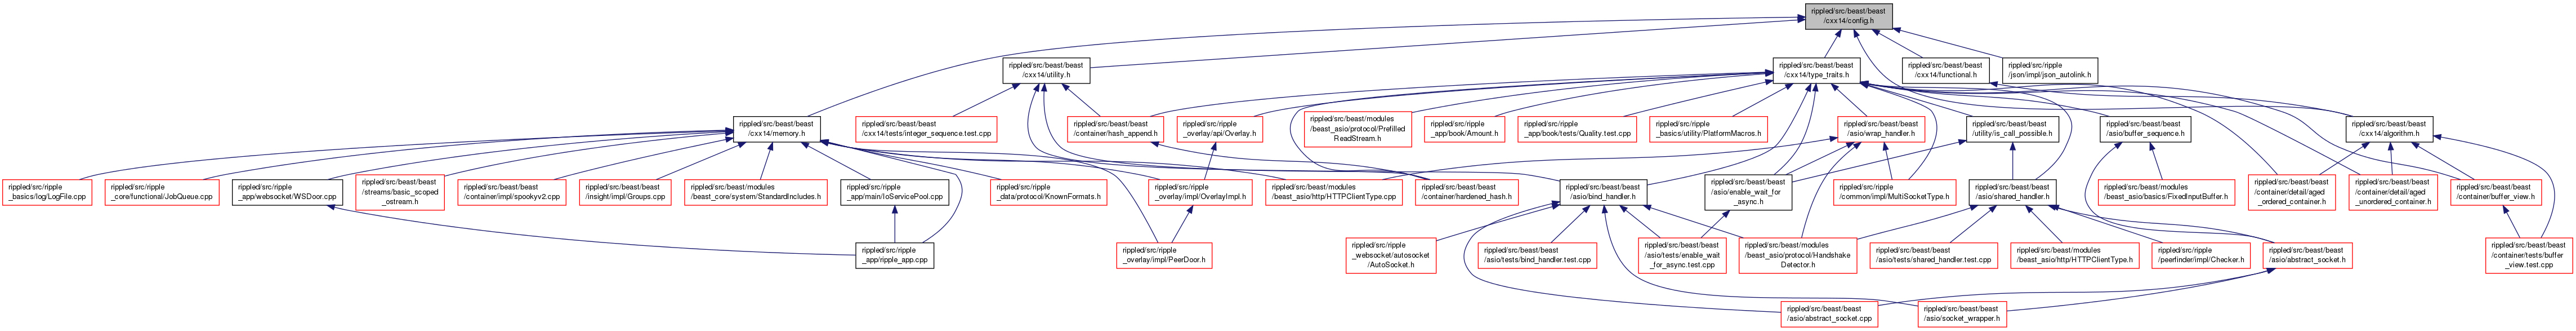 rippled/src/beast/beast
/cxx14/config.h
rippled/src/beast/beast
/cxx14/utility.h
rippled/src/beast/beast
/cxx14/type_traits.h
rippled/src/beast/beast
/cxx14/functional.h
rippled/src/ripple
/json/impl/json_autolink.h
rippled/src/beast/beast
/cxx14/memory.h
rippled/src/beast/beast
/cxx14/tests/integer_sequence.test.cpp
rippled/src/beast/beast
/container/hash_append.h
rippled/src/ripple
_overlay/api/Overlay.h
rippled/src/beast/modules
/beast_asio/protocol/Prefilled
ReadStream.h
rippled/src/ripple
_app/book/Amount.h
rippled/src/ripple
_app/book/tests/Quality.test.cpp
rippled/src/ripple
_basics/utility/PlatformMacros.h
rippled/src/beast/beast
/asio/wrap_handler.h
rippled/src/beast/beast
/utility/is_call_possible.h
rippled/src/beast/beast
/asio/buffer_sequence.h
rippled/src/beast/beast
/cxx14/algorithm.h
rippled/src/ripple
_basics/log/LogFile.cpp
rippled/src/ripple
_core/functional/JobQueue.cpp
rippled/src/ripple
_app/websocket/WSDoor.cpp
rippled/src/beast/beast
/streams/basic_scoped
_ostream.h
rippled/src/beast/beast
/container/impl/spookyv2.cpp
rippled/src/beast/beast
/insight/impl/Groups.cpp
rippled/src/beast/modules
/beast_core/system/StandardIncludes.h
rippled/src/ripple
_app/main/IoServicePool.cpp
rippled/src/ripple
_data/protocol/KnownFormats.h
rippled/src/ripple
_overlay/impl/OverlayImpl.h
rippled/src/beast/modules
/beast_asio/http/HTTPClientType.cpp
rippled/src/beast/beast
/container/hardened_hash.h
rippled/src/beast/beast
/asio/bind_handler.h
rippled/src/beast/beast
/asio/enable_wait_for
_async.h
rippled/src/ripple
/common/impl/MultiSocketType.h
rippled/src/beast/beast
/asio/shared_handler.h
rippled/src/beast/modules
/beast_asio/basics/FixedInputBuffer.h
rippled/src/beast/beast
/container/detail/aged
_ordered_container.h
rippled/src/beast/beast
/container/detail/aged
_unordered_container.h
rippled/src/beast/beast
/container/buffer_view.h
rippled/src/ripple
_app/ripple_app.cpp
rippled/src/ripple
_overlay/impl/PeerDoor.h
rippled/src/ripple
_websocket/autosocket
/AutoSocket.h
rippled/src/beast/beast
/asio/tests/bind_handler.test.cpp
rippled/src/beast/beast
/asio/tests/enable_wait
_for_async.test.cpp
rippled/src/beast/modules
/beast_asio/protocol/Handshake
Detector.h
rippled/src/beast/beast
/asio/tests/shared_handler.test.cpp
rippled/src/beast/modules
/beast_asio/http/HTTPClientType.h
rippled/src/ripple
/peerfinder/impl/Checker.h
rippled/src/beast/beast
/asio/abstract_socket.h
rippled/src/beast/beast
/container/tests/buffer
_view.test.cpp
rippled/src/beast/beast
/asio/abstract_socket.cpp
rippled/src/beast/beast
/asio/socket_wrapper.h